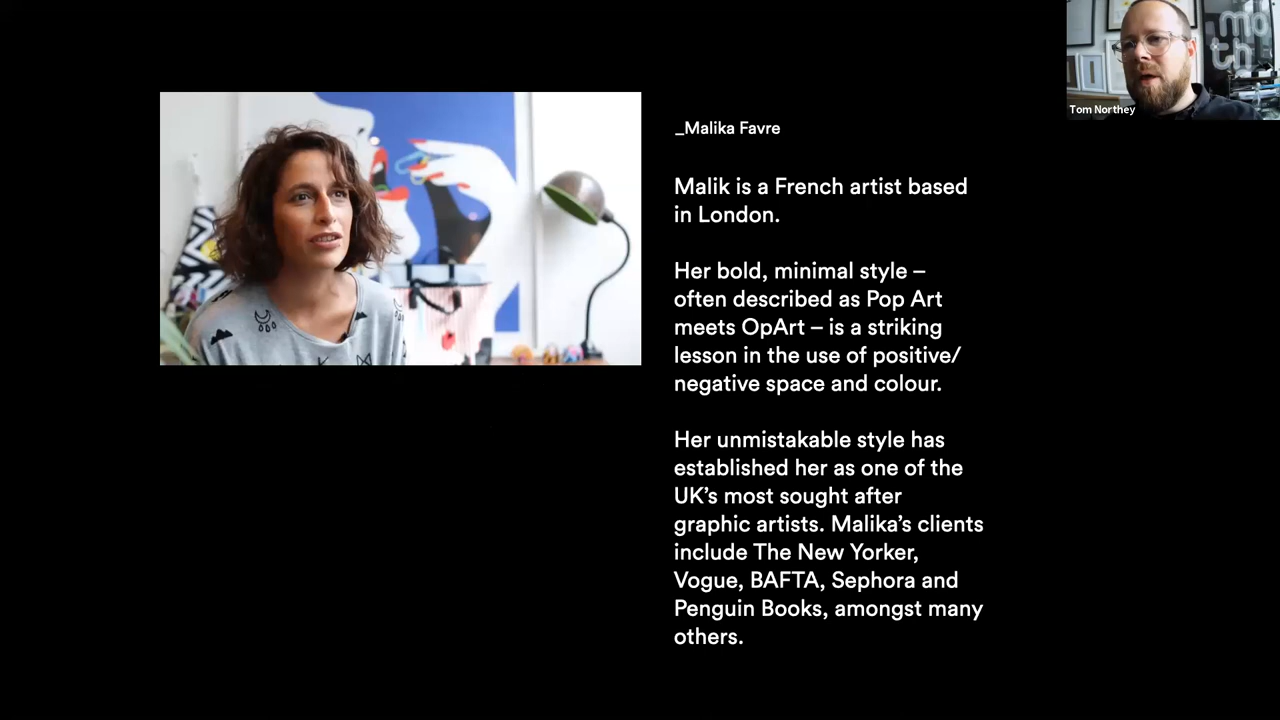 moth
Tom Northey
_Malika Favre
Malik is a French artist based
in London.
Her bold, minimal style –
often described as Pop Art
meets OpArt – is a striking
lesson in the use of positive/
negative space and colour.
Her unmistakable style has
established her as one of the
UK’s most sought after
graphic artists. Malika’s clients
include The New Yorker,
Vogue, BAFTA, Sephora and
Penguin Books, amongst many
others.